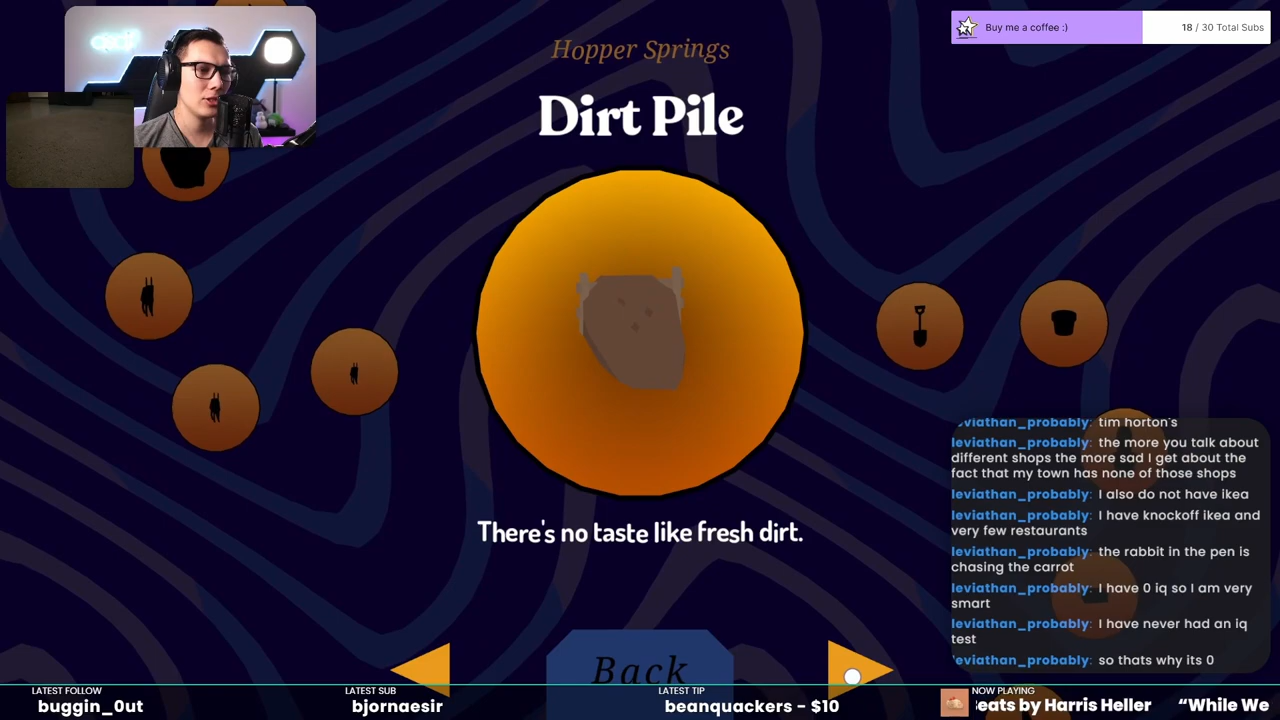 Buy me a coffee :)
18 / 30 Total Subs
Hopper Springs
Dirt Pile
There's no taste like fresh dirt.
Back
leviathan_probably: tim horton's
leviathan_probably: the more you talk about
different shops the more sad I get about the
fact that my town has none of those shops
leviathan_probably: I also do not have ikea
leviathan_probably: I have knockoff ikea and
very few restaurants
leviathan_probably: the rabbit in the pen is
chasing the carrot
leviathan_probably: I have 0 iq so I am very
smart
leviathan_probably: I have never had an iq
test
leviathan_probably: so thats why its 0
LATEST FOLLOW
buggin_0ut
LATEST SUB
bjornaesir
LATEST TIP
beanquackers - $10
NOW PLAYING
eats by Harris Heller “While We